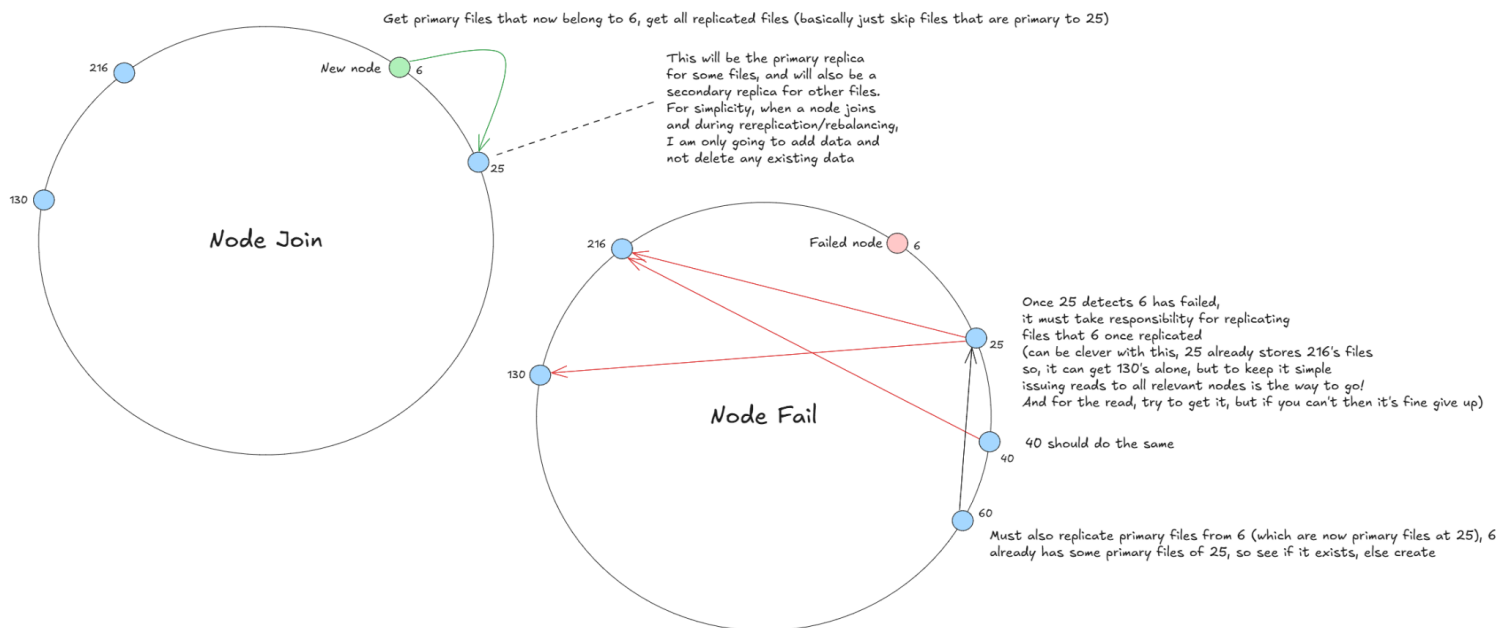 Get primary files that now belong to 6, get all replicated files (basically just skip files that are primary to 25)
216
New node
6
This will be the primary replica
for some files, and will also be a
secondary replica for other files.
For simplicity, when a node joins
and during rereplication/rebalancing,
I am only going to add data and
not delete any existing data
25
130
Node Join
216
Failed node
6
Once 25 detects 6 has failed,
it must take responsibility for replicating
files that 6 once replicated
(can be clever with this, 25 already stores 216's files
so, it can get 130's alone, but to keep it simple
issuing reads to all relevant nodes is the way to go!
And for the read, try to get it, but if you can't then it's fine give up)
25
130
Node Fail
40 should do the same
40
60
Must also replicate primary files from 6 (which are now primary files at 25), 6
already has some primary files of 25, so see if it exists, else create